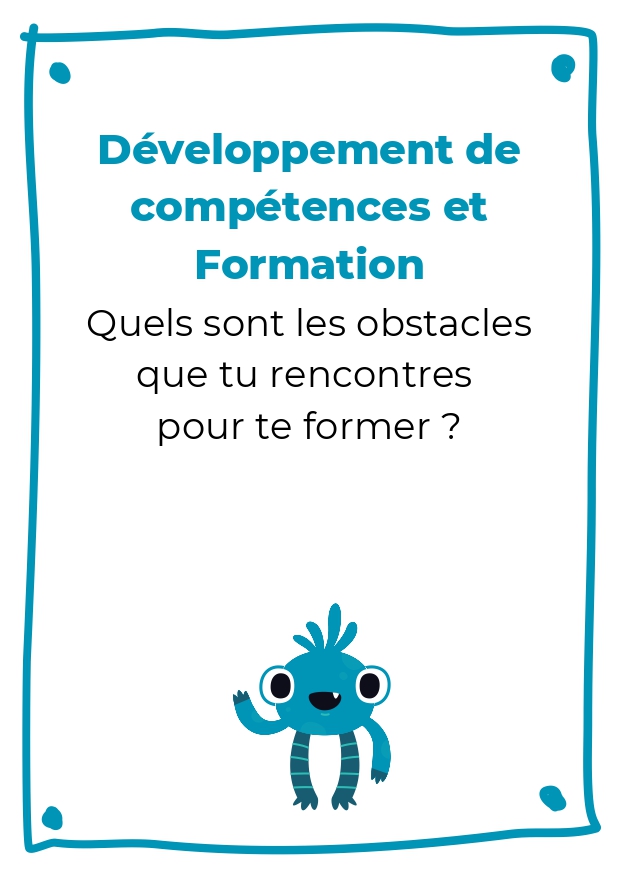 Développement de
compétences et
Formation
Quels sont les obstacles
que tu rencontres
pour te former ?